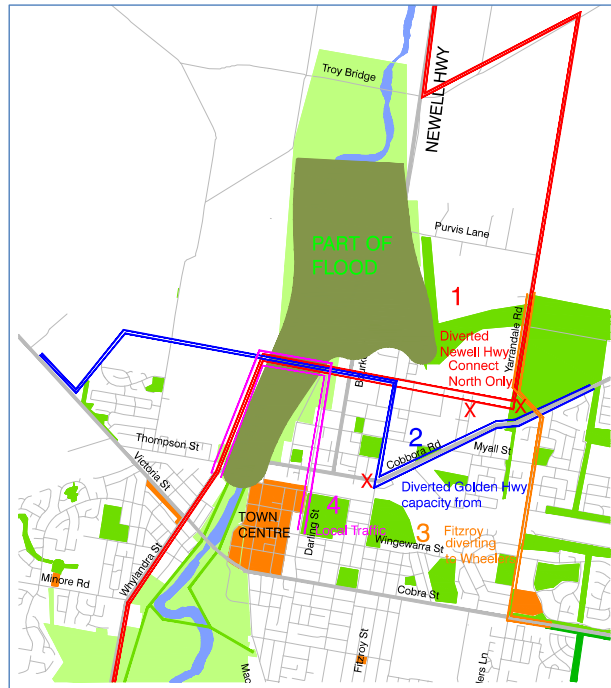 Troy Bridge
NEWELL HWY
Purvis Lane
PART OF
FLOOD
1
Diverted
Newell Hwy
Connect
North Only
Yarrandale Rd
X
X
2
Cobbora Rd
Myall St
Thompson St
Victoria St
X
Diverted Golden Hwy
capacity from
TOWN
CENTRE
4
Local Traffic
Darling St
3
Fitzroy
diverting
to Wheelers
Wingewarra St
Whylandra St
Minore Rd
Cobra St
Fitzroy St